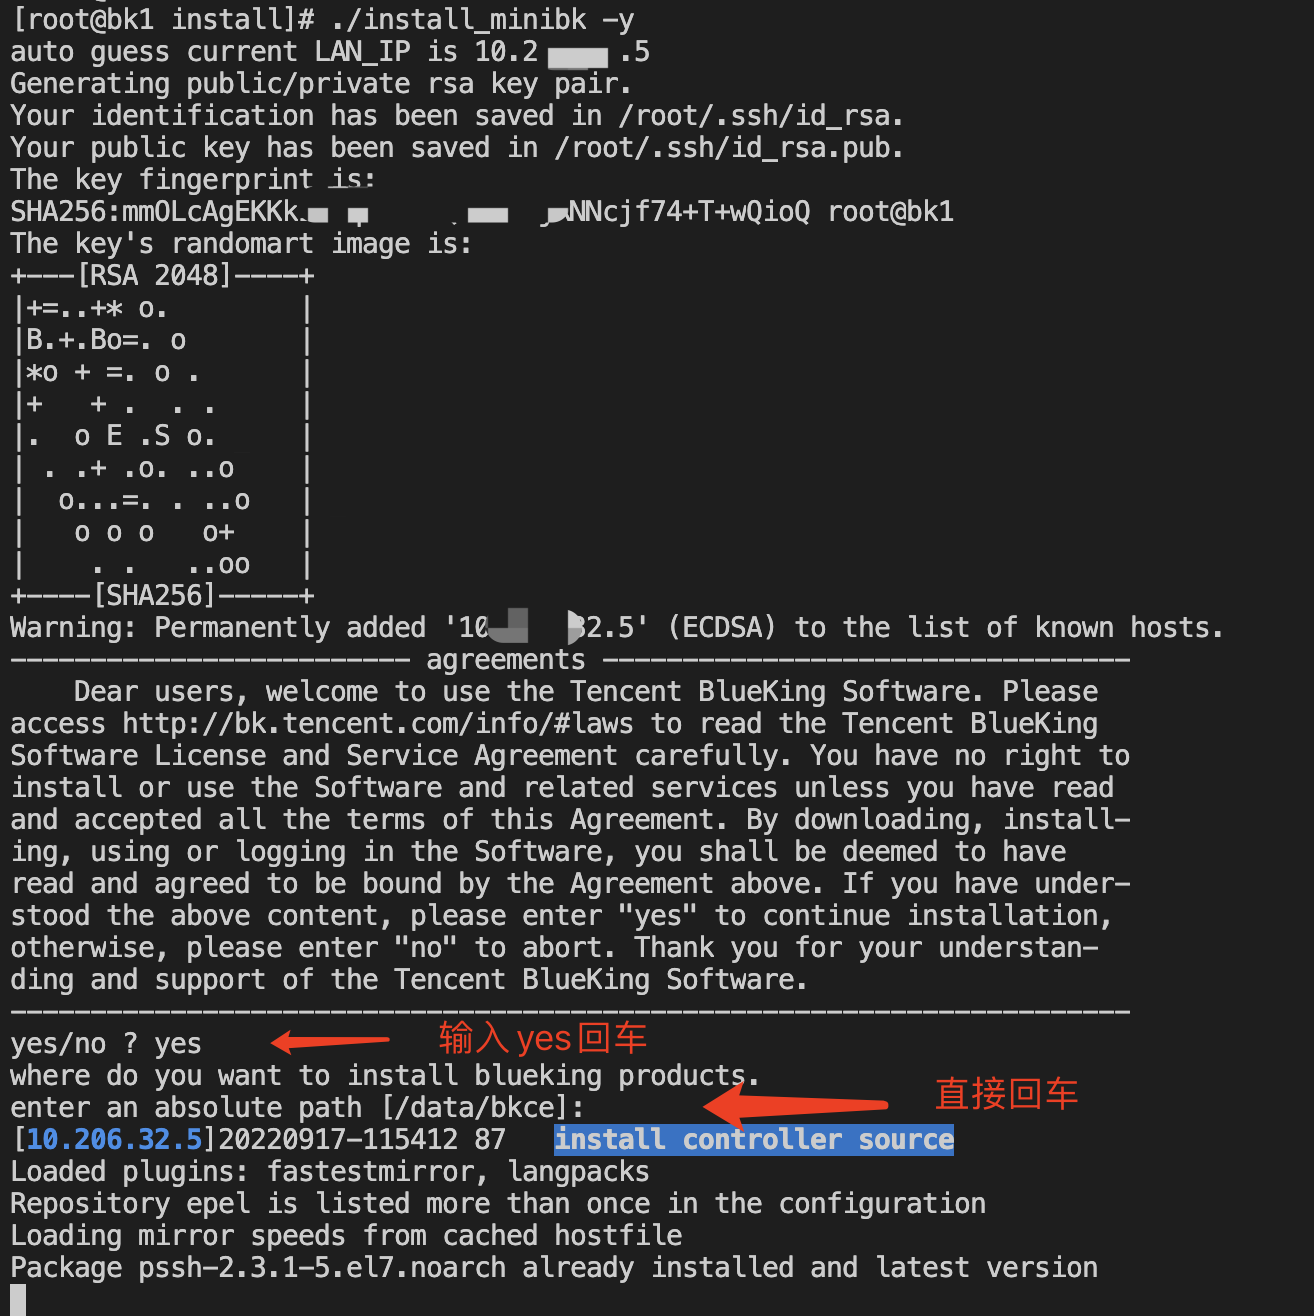 [root@bk1 install]# ./install_minibk -y
auto guess current LAN_IP is 10.2 .5
Generating public/private rsa key pair.
Your identification has been saved in /root/.ssh/id_rsa.
Your public key has been saved in /root/.ssh/id_rsa.pub.
The key fingerprint is:
SHA256:mmOLcAgEKKk NNcjf74+T+wQioQ root@bk1
The key's randomart image is:
+---[RSA 2048]----+
|+=..+* o.        |
|B.+.Bo=. o       |
|*o + =. o .      |
|+   + .  . .     |
|.  o E .S o.     |
| . .+ .o. ..o    |
|  o...=. . ..o   |
|   o o o   o+    |
|    . .   ..oo   |
+----[SHA256]-----+
Warning: Permanently added '10 2.5' (ECDSA) to the list of known hosts.
------------------------- agreements ---------------------------------
    Dear users, welcome to use the Tencent BlueKing Software. Please
access http://bk.tencent.com/info/#laws to read the Tencent BlueKing
Software License and Service Agreement carefully. You have no right to
install or use the Software and related services unless you have read
and accepted all the terms of this Agreement. By downloading, install-
ing, using or logging in the Software, you shall be deemed to have
read and agreed to be bound by the Agreement above. If you have under-
stood the above content, please enter "yes" to continue installation,
otherwise, please enter "no" to abort. Thank you for your understan-
ding and support of the Tencent BlueKing Software.
----------------------------------------------------------------------
yes/no ? yes 输入yes回车
where do you want to install blueking products.
enter an absolute path [/data/bkce]: 直接回车
[10.206.32.5]20220917-115412 87   install controller source
Loaded plugins: fastestmirror, langpacks
Repository epel is listed more than once in the configuration
Loading mirror speeds from cached hostfile
Package pssh-2.3.1-5.el7.noarch already installed and latest version